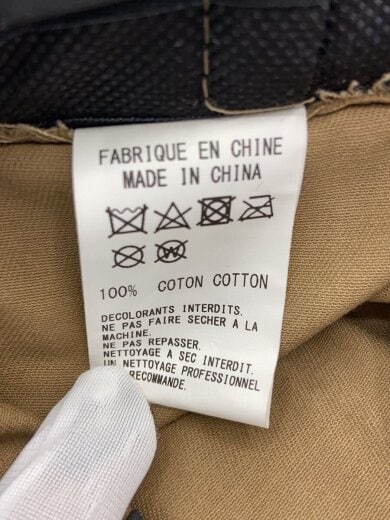 FABRIQUE EN CHINE
MADE IN CHINA
W
100% COTON COTTON
DECOLORANTS INTERDITS.
NE PAS FAIRE SECHER A LA
MACHINE.
NE PAS REPASSER.
NETTOYAGE A SEC INTERDIT.
UN NETTOYAGE PROFESSIONNEL
RECOMMANDE.